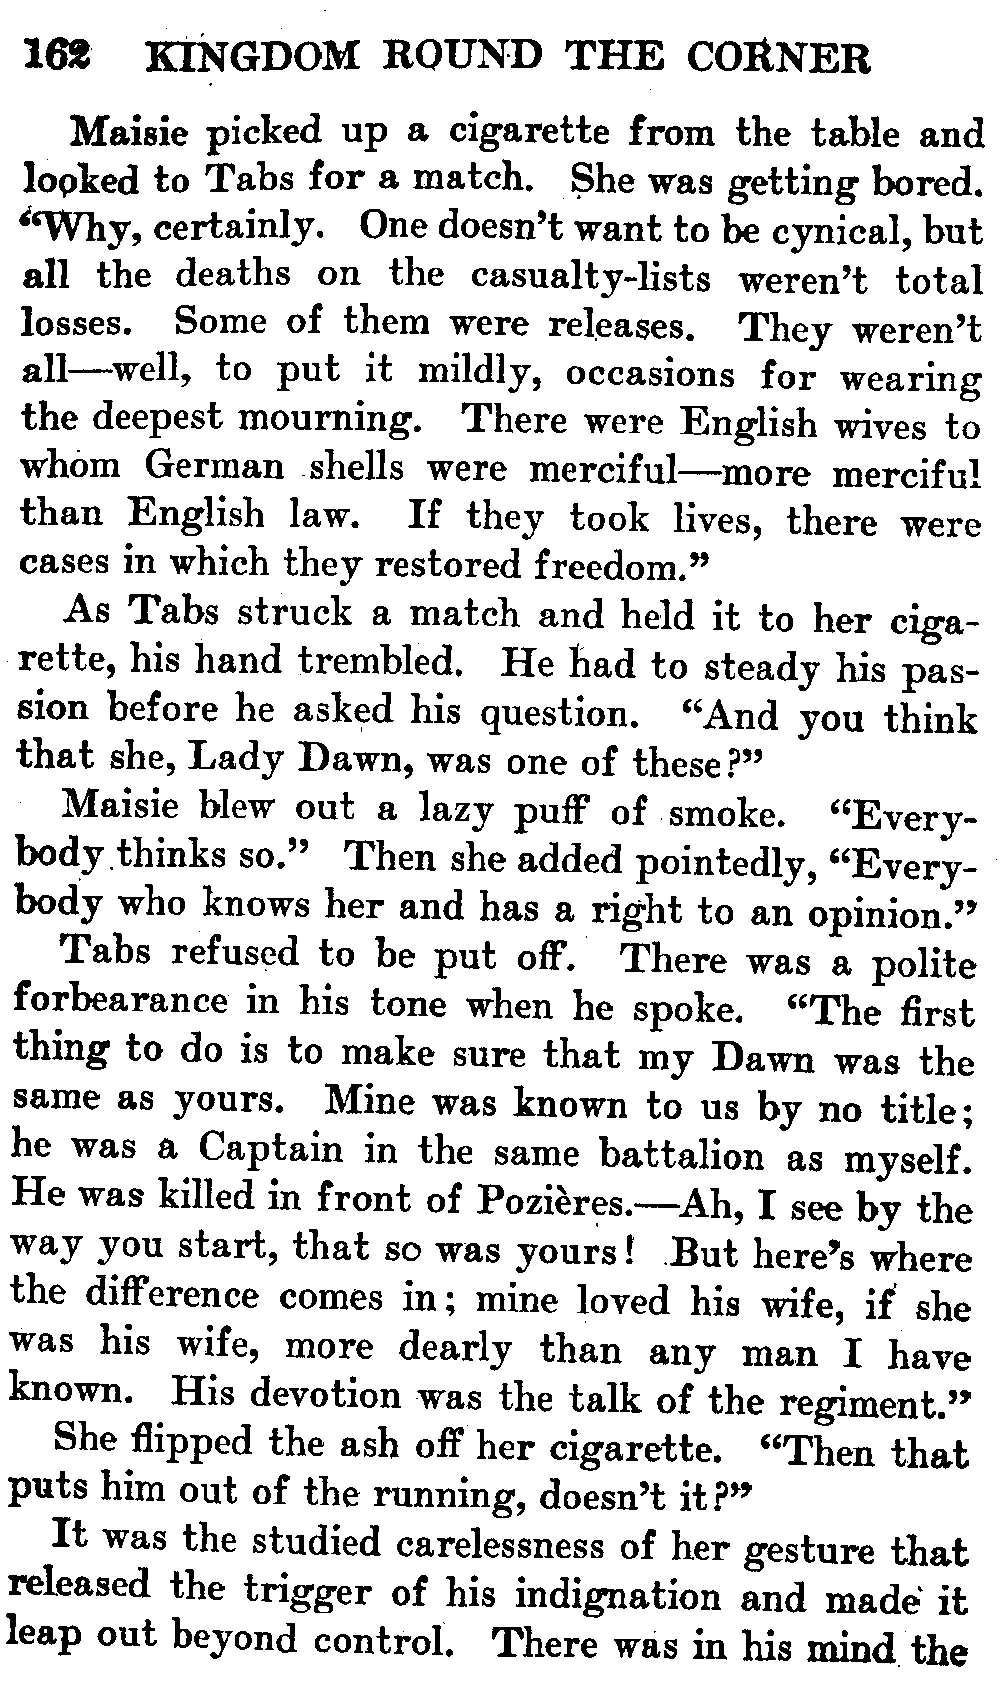 162 KINGDOM ROUND THE CORNER
Maisie picked up a cigarette from the table and
looked to Tabs for a match. She was getting bored.
“Why, certainly. One doesn’t want to be cynical, but
all the deaths on the casualty-lists weren’t total
losses. Some of them were releases. They weren’t
all—well, to put it mildly, occasions for wearing
the deepest mourning. There were English wives to
whom German shells were merciful—more merciful
than English law. If they took lives, there were
cases in which they restored freedom.”
As Tabs struck a match and held it to her ciga-
rette, his hand trembled. He had to steady his pas-
sion before he asked his question. “And you think
that she, Lady Dawn, was one of these?”
Maisie blew out a lazy puff of smoke. “Every-
body thinks so.” Then she added pointedly, “Every-
body who knows her and has a right to an opinion.”
Tabs refused to be put off. There was a polite
forbearance in his tone when he spoke. “The first
thing to do is to make sure that my Dawn was the
same as yours. Mine was known to us by no title;
he was a Captain in the same battalion as myself.
He was killed in front of Pozières.—Ah, I see by the
way you start, that so was yours! But here’s where
the difference comes in; mine loved his wife, if she
was his wife, more dearly than any man I have
known. His devotion was the talk of the regiment.”
She flipped the ash off her cigarette. “Then that
puts him out of the running, doesn’t it?”
It was the studied carelessness of her gesture that
released the trigger of his indignation and made it
leap out beyond control. There was in his mind the